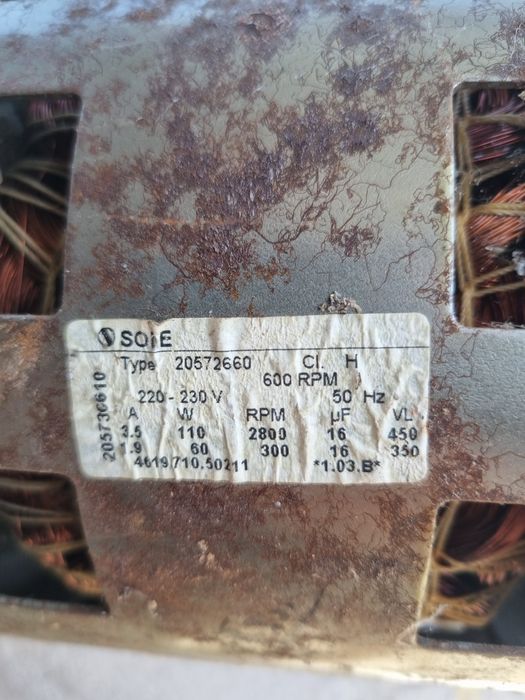 SOLE
Type 20572660 Cl. H
600 RPM
220 - 230 V 50 Hz
A W RPM µF VL
3.5 110 2800 16 450
1.9 60 300 16 350
4619.710.50211 *1.03.B*